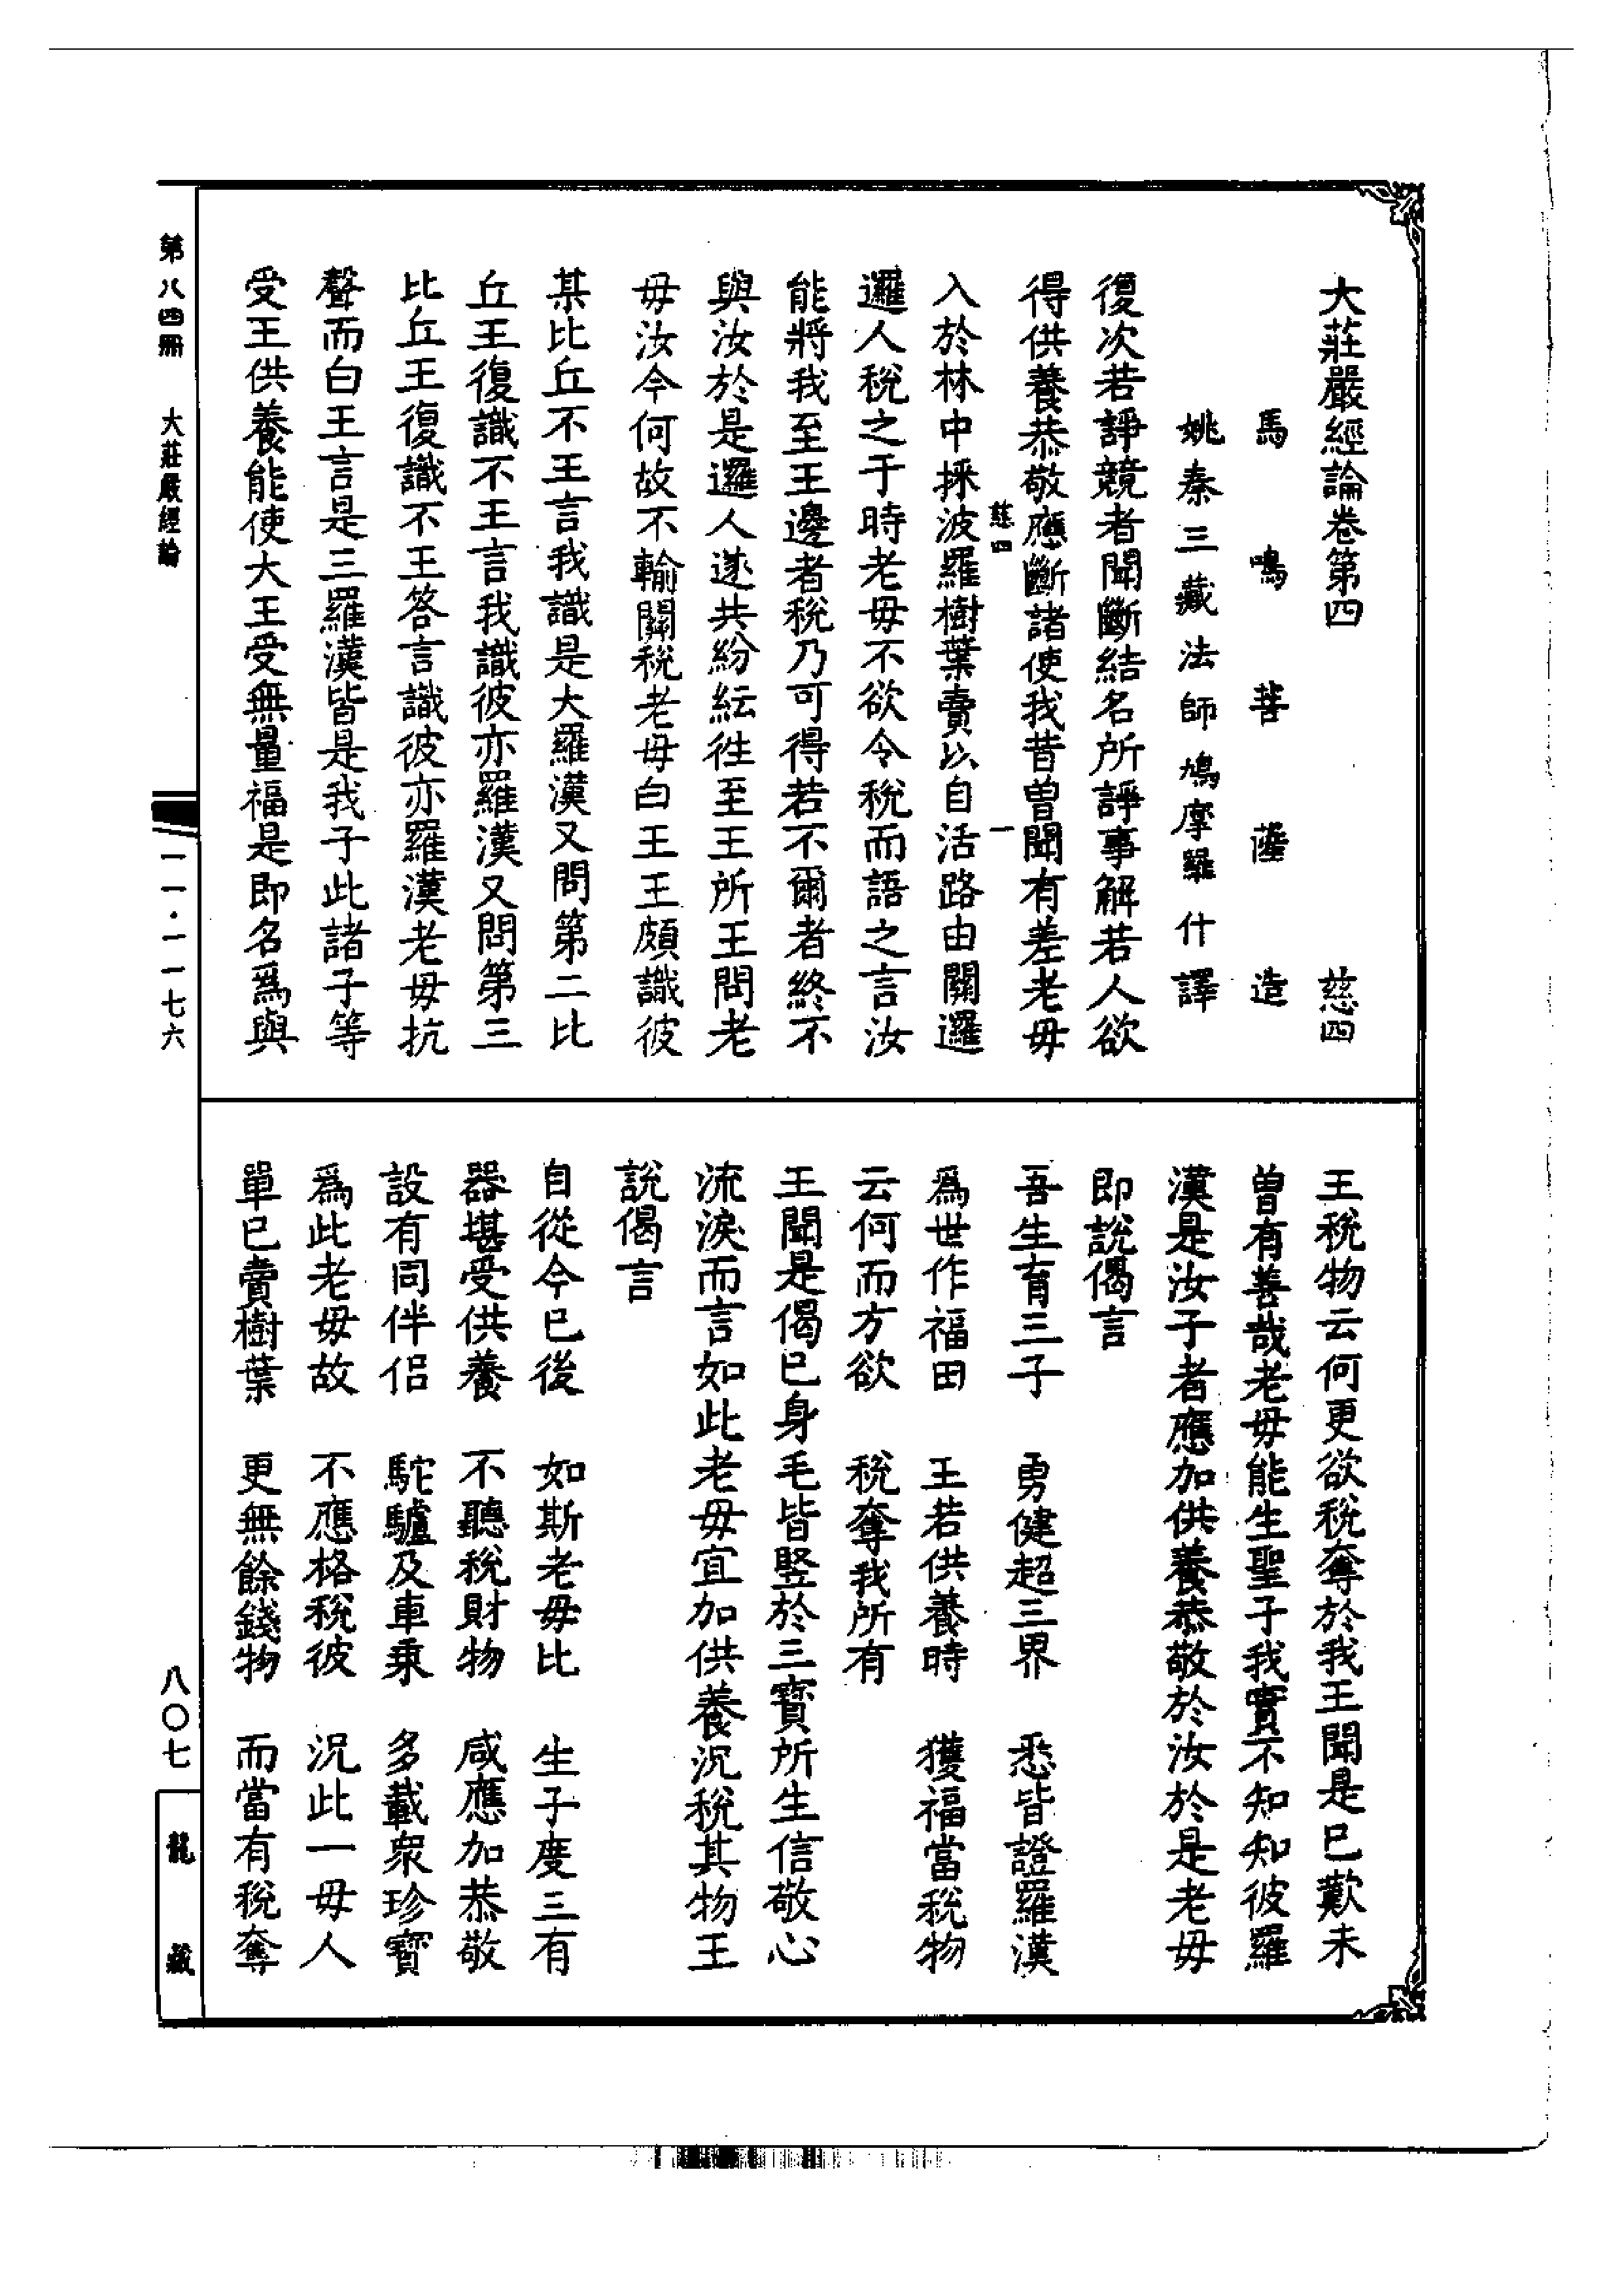 大莊嚴經論卷第四 慈四
馬鳴菩薩造
姚秦三藏法師鳩摩羅什譯
復次若諍競者聞斷結名所諍事解若人欲
得供養恭敬應斷諸使我昔曾聞有差老毋
慈四 一
入於林中採波羅樹葉賣以自活路由關邏
邏人稅之于時老毋不欲令稅而語之言汝
能將我至王邊者稅乃可得若不爾者終不
與汝於是邏人遂共紛紜徃至王所王問老
毋汝今何故不輸關稅老毋白王王頗識彼
某比丘不王言我識是大羅漢又問第二比
丘王復識不王言我識彼亦羅漢又問第三
比丘王復識不王答言識彼亦羅漢老毋抗
聲而白王言是三羅漢皆是我子此諸子等
受王供養能使大王受無量福是即名爲與
王稅物云何更欲稅奪於我王聞是已歎未
曾有善哉老毋能生聖子我實不知知彼羅
漢是汝子者應加供養恭敬於汝於是老毋
即說偈言
吾生育三子 勇健超三界 悉皆證羅漢
爲世作福田 王若供養時 獲福當稅物
云何而方欲 稅奪我所有
王聞是偈已身毛皆竪於三寶所生信敬心
流淚而言如此老毋宜加供養況稅其物王
說偈言
自從今已後 如斯老毋比 生子度三有
器堪受供養 不聽稅財物 咸應加恭敬
設有同伴侣 駝驢及車乘 多載衆珍寶
爲此老毋故 不應格稅彼 況此一毋人
單已賣樹葉 更無餘錢物 而當有稅奪
第八四冊 大莊嚴經論
一一·一一七六
八〇七
龍藏